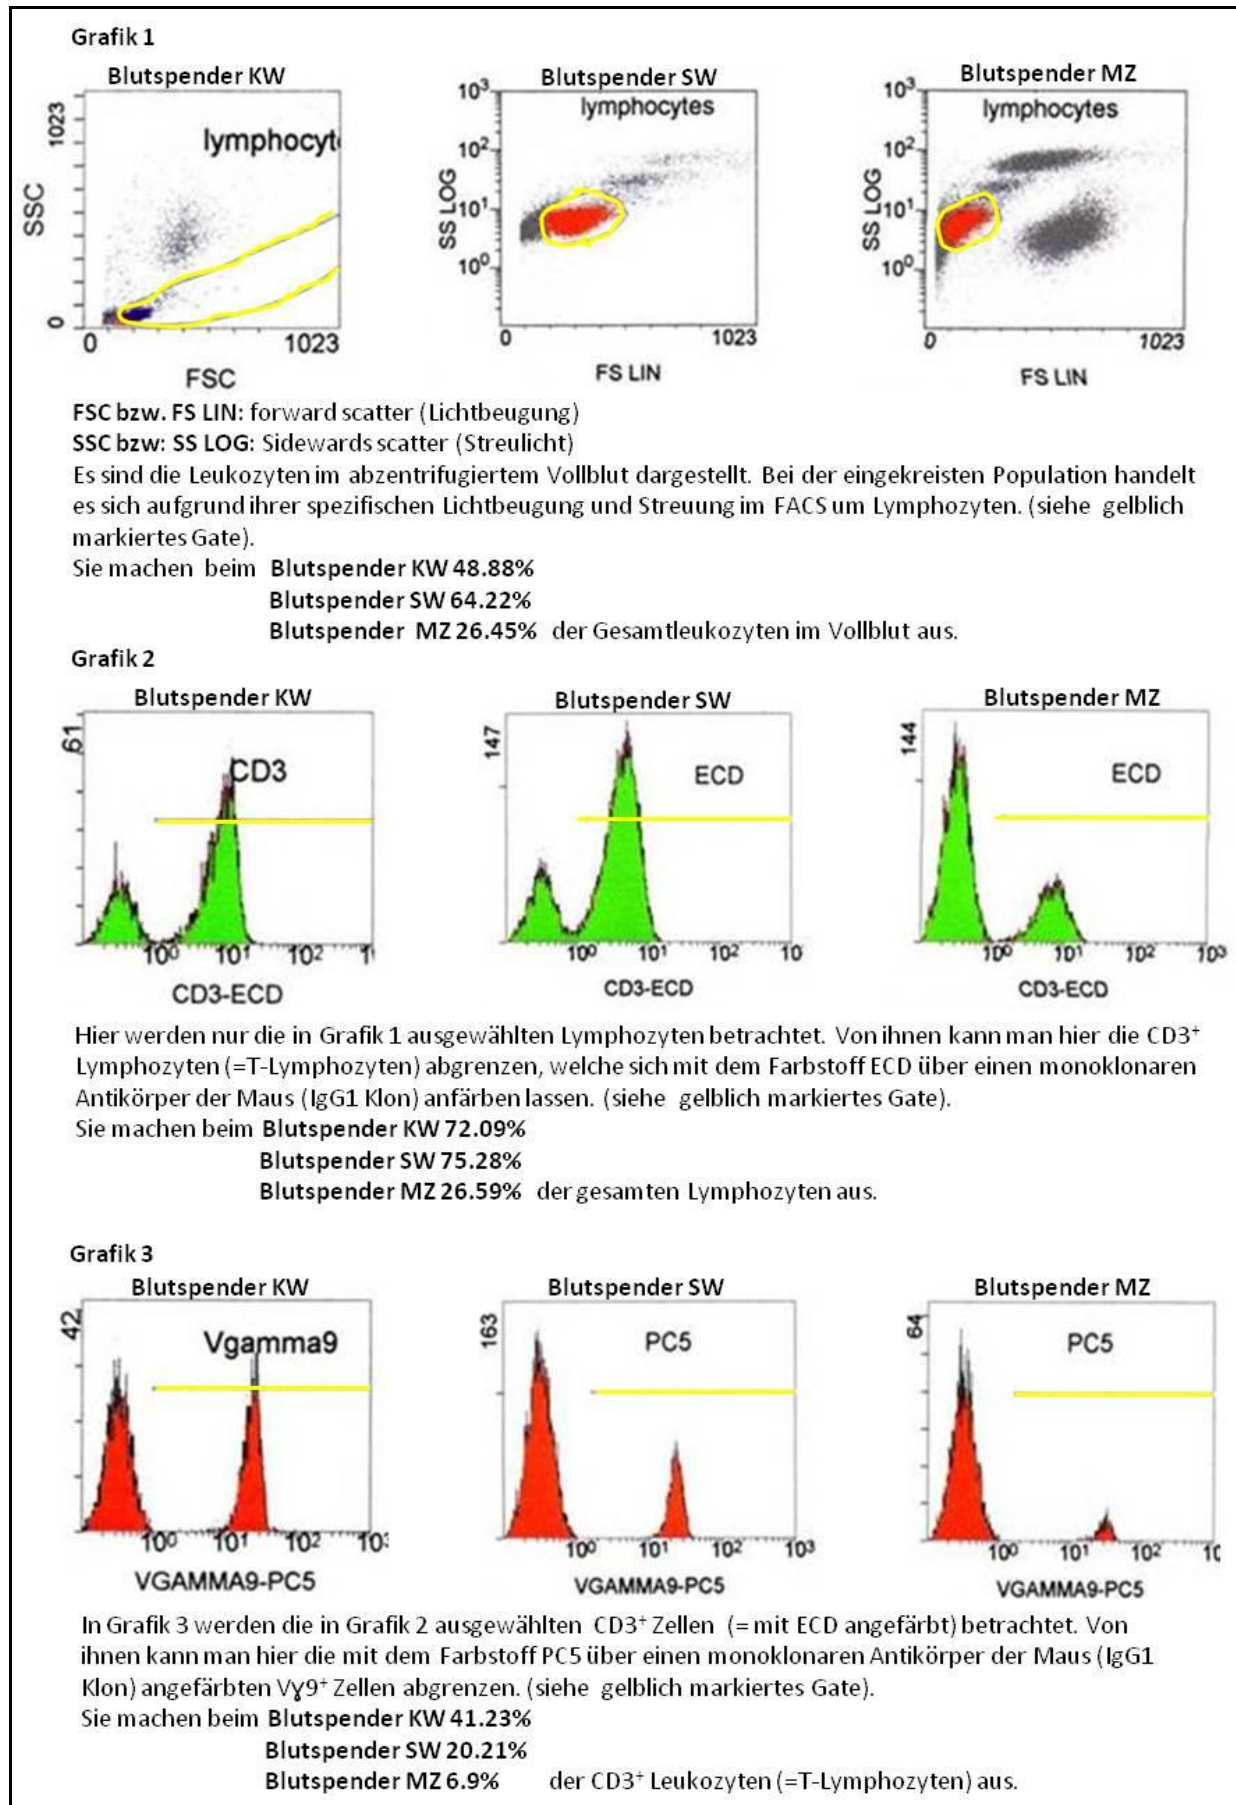 Grafik 1
Blutspender KW
Blutspender SW
Blutspender MZ
1023
lymphocyt
SSC
0
0
1023
FSC
10³
lymphocytes
10²
SS LOG
10¹
10⁰
0
1023
FS LIN
10³
lymphocytes
10²
SS LOG
10¹
10⁰
0
1023
FS LIN
FSC bzw. FS LIN: forward scatter (Lichtbeugung)
SSC bzw: SS LOG: Sidewards scatter (Streulicht)
Es sind die Leukozyten im abzentrifugiertem Vollblut dargestellt. Bei der eingekreisten Population handelt
es sich aufgrund ihrer spezifischen Lichtbeugung und Streuung im FACS um Lymphozyten. (siehe gelblich
markiertes Gate).
Sie machen beim Blutspender KW 48.88%
Blutspender SW 64.22%
Blutspender MZ 26.45% der Gesamtleukozyten im Vollblut aus.
Grafik 2
Blutspender KW
Blutspender SW
Blutspender MZ
61
CD3
10⁰ 10¹ 10² 1
CD3-ECD
147
ECD
10⁰ 10¹ 10² 10
CD3-ECD
144
ECD
10⁰ 10¹ 10² 10³
CD3-ECD
Hier werden nur die in Grafik 1 ausgewählten Lymphozyten betrachtet. Von ihnen kann man hier die CD3⁺
Lymphozyten (=T-Lymphozyten) abgrenzen, welche sich mit dem Farbstoff ECD über einen monoklonaren
Antikörper der Maus (IgG1 Klon) anfärben lassen. (siehe gelblich markiertes Gate).
Sie machen beim Blutspender KW 72.09%
Blutspender SW 75.28%
Blutspender MZ 26.59% der gesamten Lymphozyten aus.
Grafik 3
Blutspender KW
Blutspender SW
Blutspender MZ
42
Vgamma9
10⁰ 10¹ 10² 10³
VGAMMA9-PC5
163
PC5
10⁰ 10¹ 10² 10³
VGAMMA9-PC5
64
PC5
10⁰ 10¹ 10² 10
VGAMMA9-PC5
In Grafik 3 werden die in Grafik 2 ausgewählten CD3⁺ Zellen (= mit ECD angefärbt) betrachtet. Von
ihnen kann man hier die mit dem Farbstoff PC5 über einen monoklonaren Antikörper der Maus (IgG1
Klon) angefärbten Vɣ9⁺ Zellen abgrenzen. (siehe gelblich markiertes Gate).
Sie machen beim Blutspender KW 41.23%
Blutspender SW 20.21%
Blutspender MZ 6.9% der CD3⁺ Leukozyten (=T-Lymphozyten) aus.